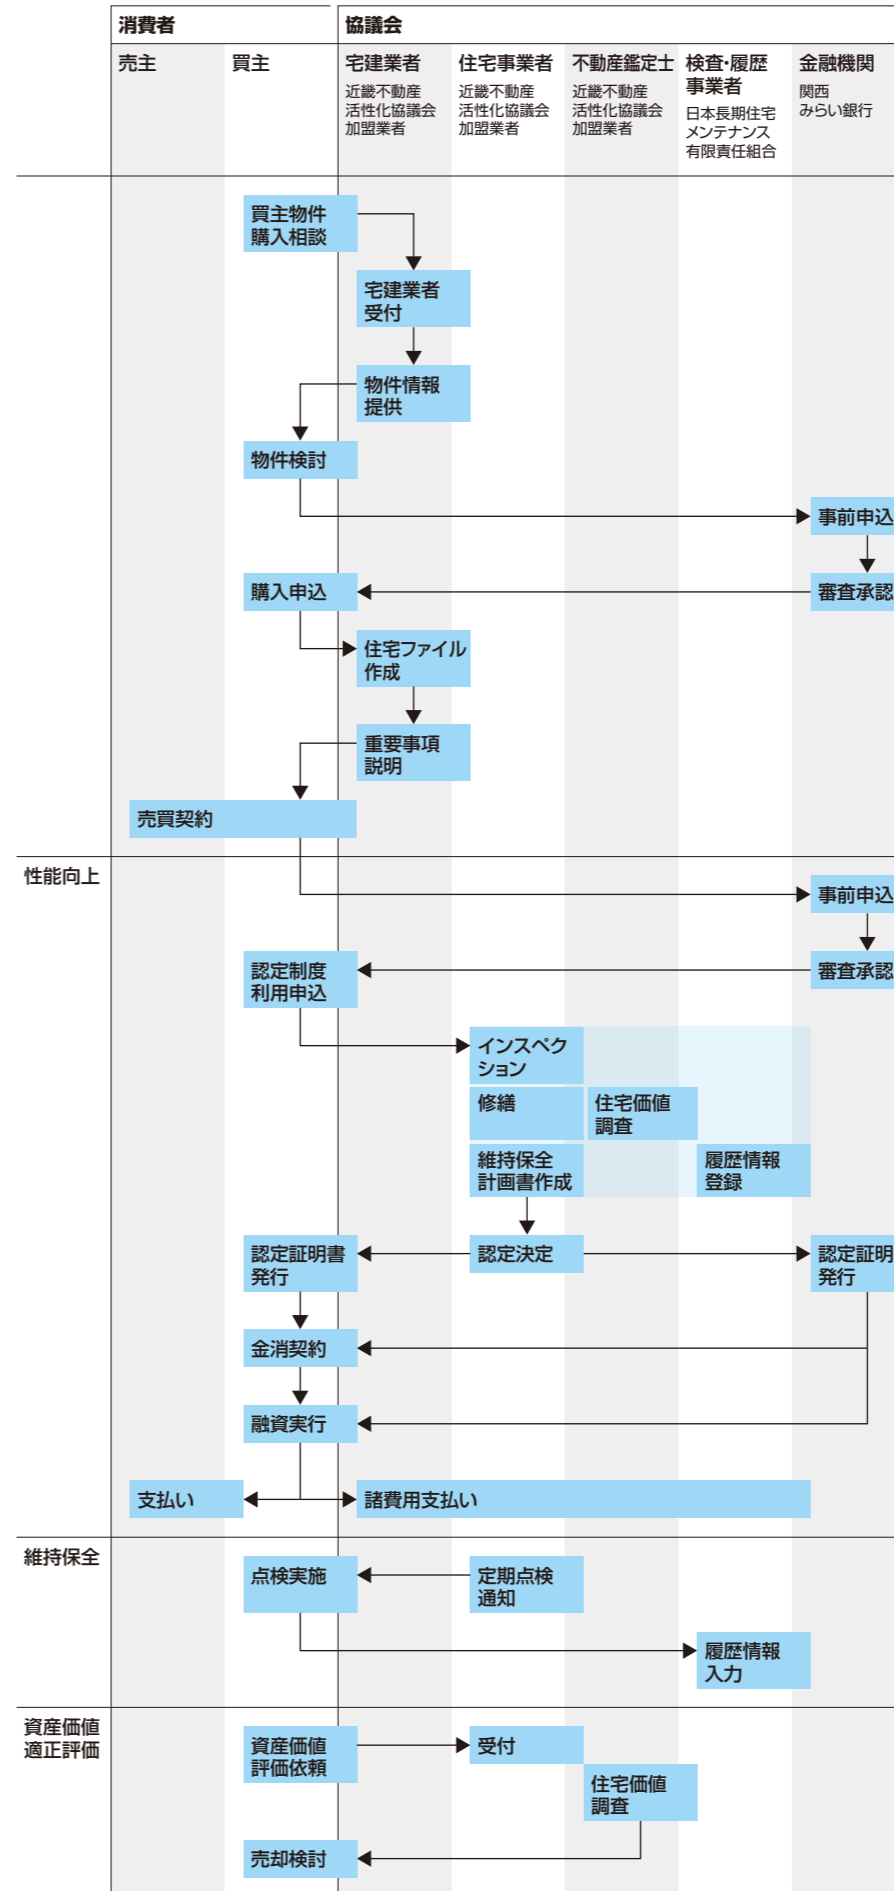 消費者
協議会
売主
買主
宅建業者
近畿不動産
活性化協議会
加盟業者
住宅事業者
近畿不動産
活性化協議会
加盟業者
不動産鑑定士
近畿不動産
活性化協議会
加盟業者
検査・履歴
事業者
日本長期住宅
メンテナンス
有限責任組合
金融機関
関西
みらい銀行
買主物件
購入相談
宅建業者
受付
物件情報
提供
物件検討
事前申込
購入申込
審査承認
住宅ファイル
作成
重要事項
説明
売買契約
性能向上
事前申込
認定制度
利用申込
審査承認
インスペク
ション
修繕
住宅価値
調査
維持保全
計画書作成
履歴情報
登録
認定証明書
発行
認定決定
認定証明
発行
金消契約
融資実行
支払い
諸費用支払い
維持保全
点検実施
定期点検
通知
履歴情報
入力
資産価値
適正評価
資産価値
評価依頼
受付
住宅価値
調査
売却検討